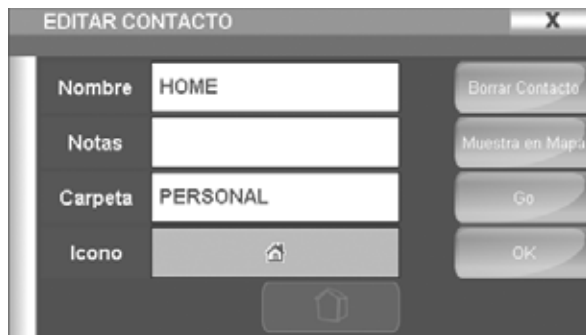 EDITAR CONTACTO X
Nombre HOME Borrar Contacto
Notas Muestra en Mapa
Carpeta PERSONAL Go
Icono OK